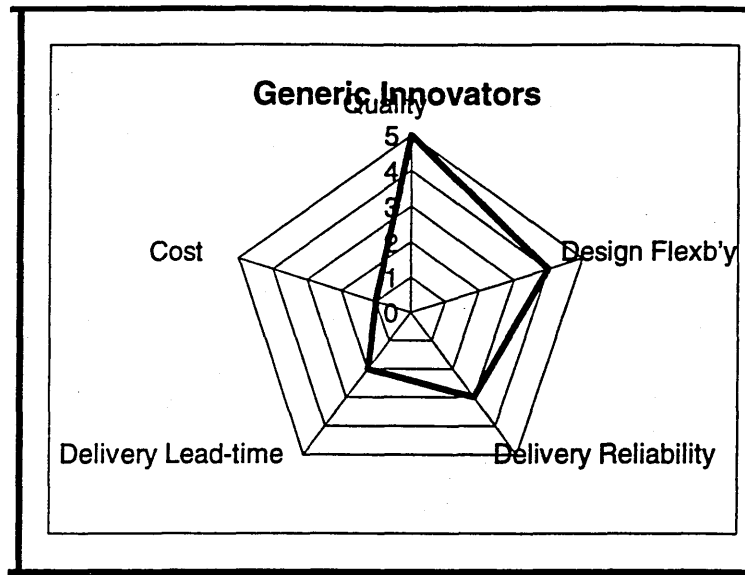 Generic Innovators
Quality
5
4
3
2
1
0
Cost
Design Flexb'y
Delivery Lead-time
Delivery Reliability